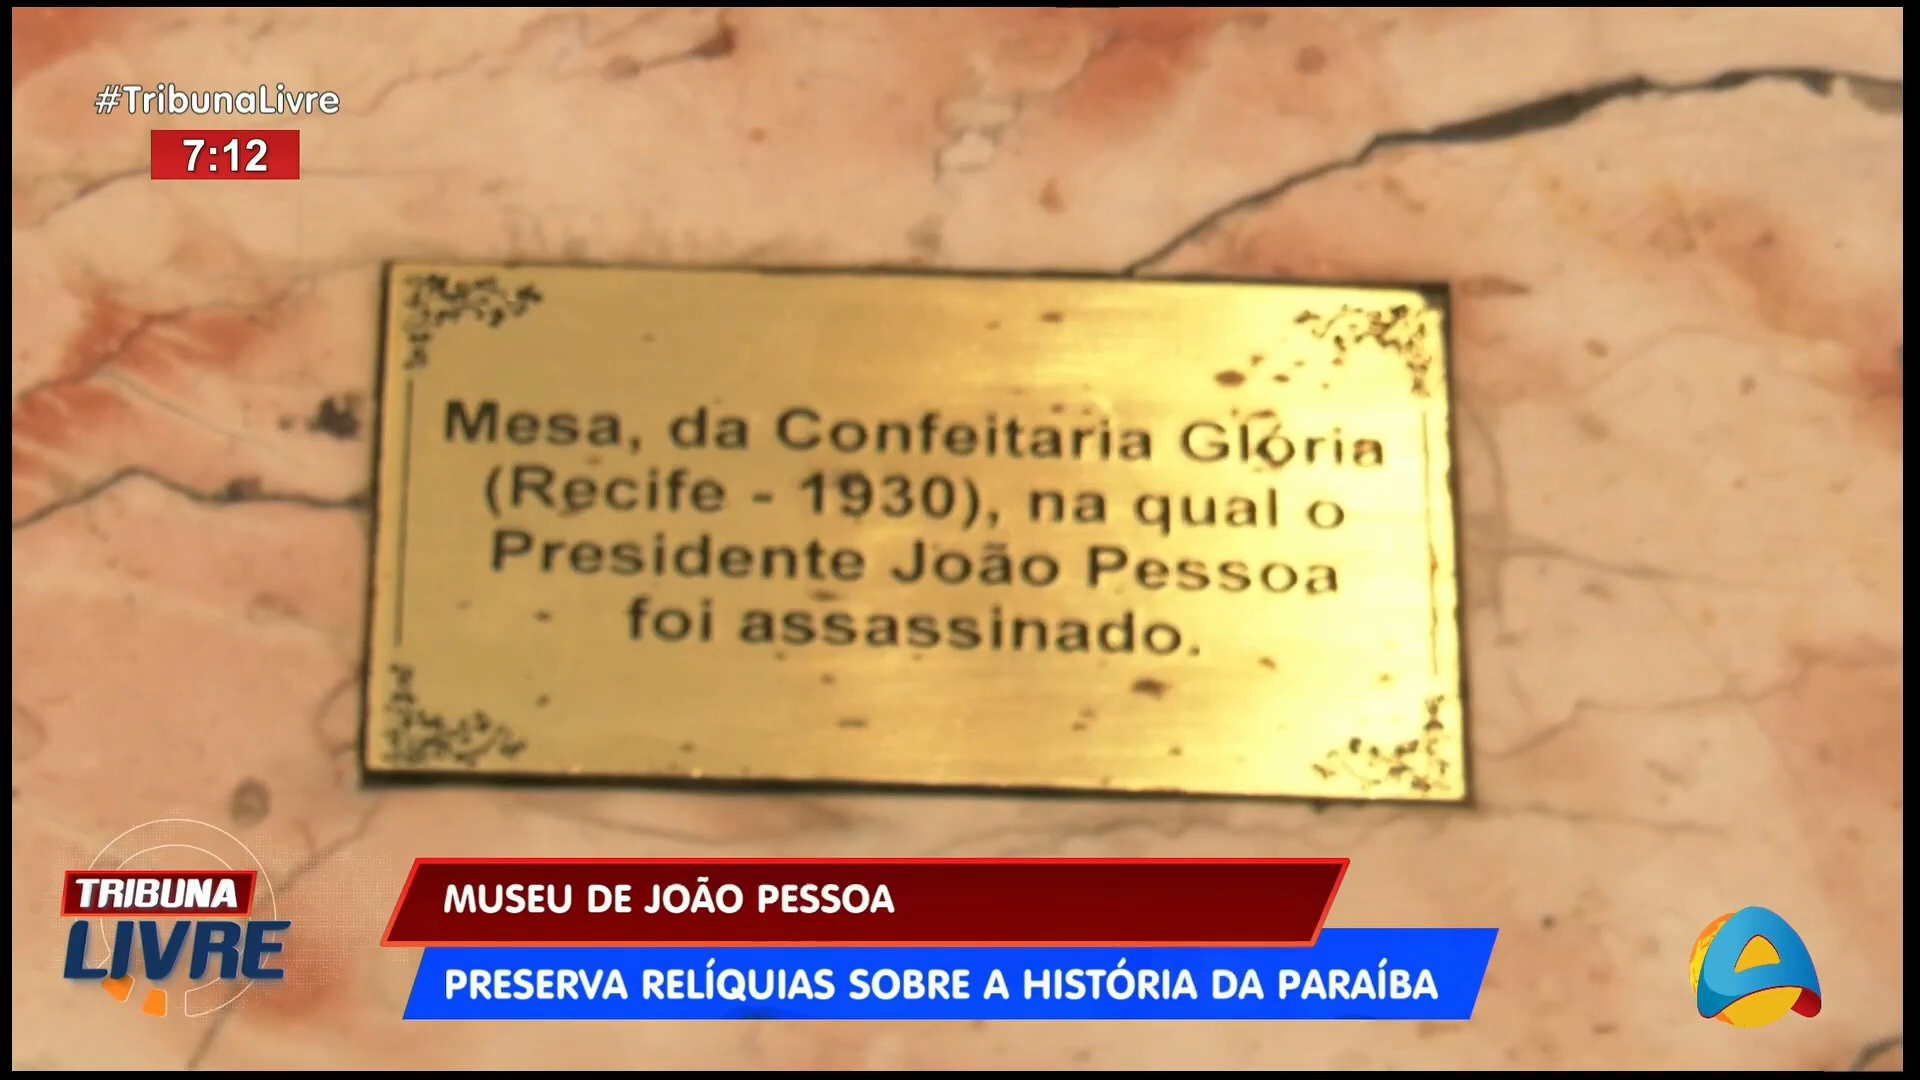 #TribunaLivre
7:12
Mesa, da Confeitaria Glória
(Recife - 1930), na qual o
Presidente João Pessoa
foi assassinado.
TRIBUNA
LIVRE
MUSEU DE JOÃO PESSOA
PRESERVA RELÍQUIAS SOBRE A HISTÓRIA DA PARAÍBA